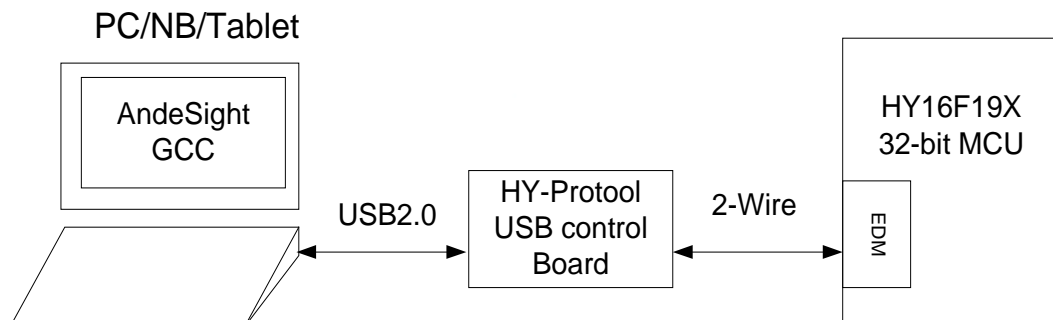 PC/NB/Tablet
AndeSight
GCC
USB2.0
HY-Protool
USB control
Board
2-Wire
HY16F19X
32-bit MCU
EDM